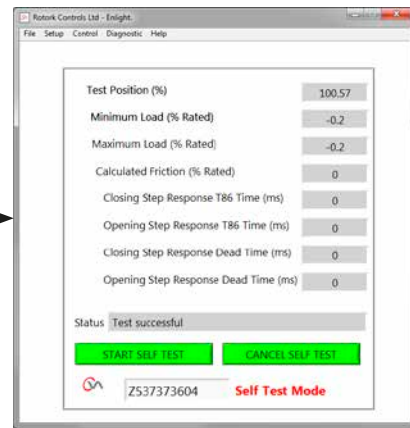 Rotork Controls Ltd - Enlight.
File Setup Control Diagnostic Help
Test Position (%) 100.57
Minimum Load (% Rated) -0.2
Maximum Load (% Rated) -0.2
Calculated Friction (% Rated) 0
Closing Step Response T86 Time (ms) 0
Opening Step Response T86 Time (ms) 0
Closing Step Response Dead Time (ms) 0
Opening Step Response Dead Time (ms) 0
Status Test successful
START SELF TEST CANCEL SELF TEST
Z537373604 Self Test Mode